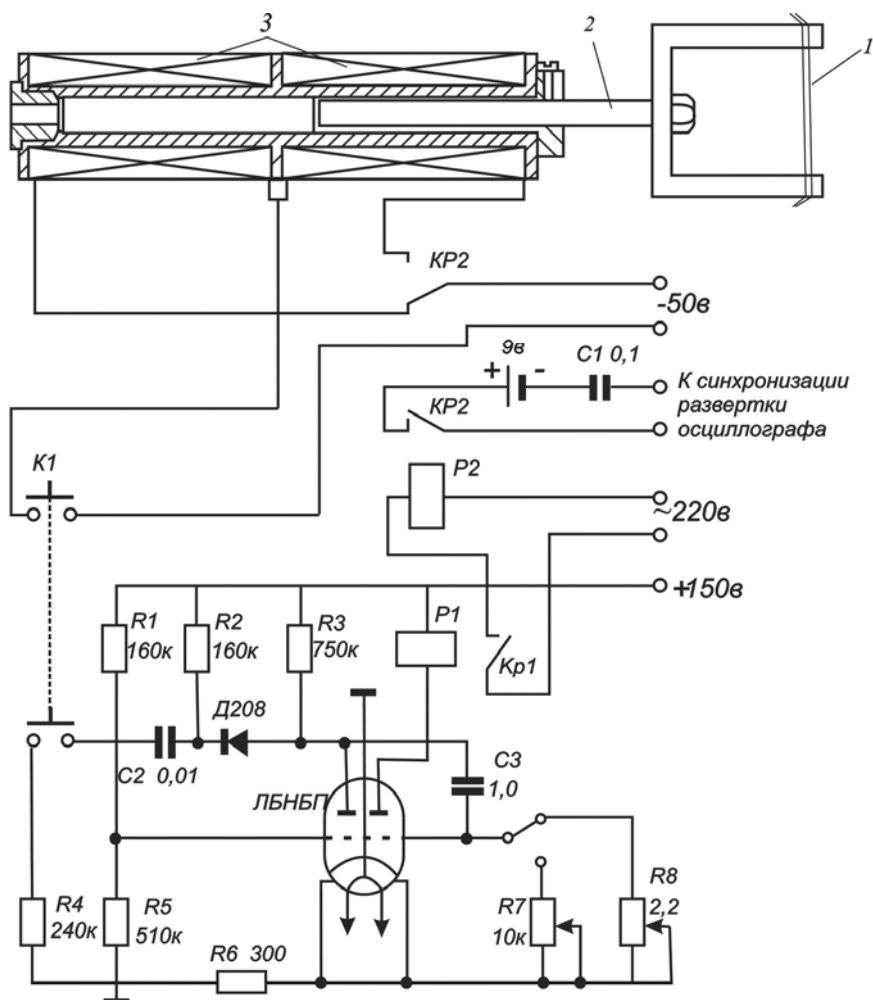 3
2
1
КР2
-50в
9в
+ -
С1 0,1
КР2
К синхронизации
развертки
осциллографа
К1
Р2
~220в
+150в
R1
160к
R2
160к
R3
750к
Р1
Кр1
Д208
С2 0,01
С3
1,0
ЛБНБП
R4
240к
R5
510к
R6 300
R7
10к
R8
2,2